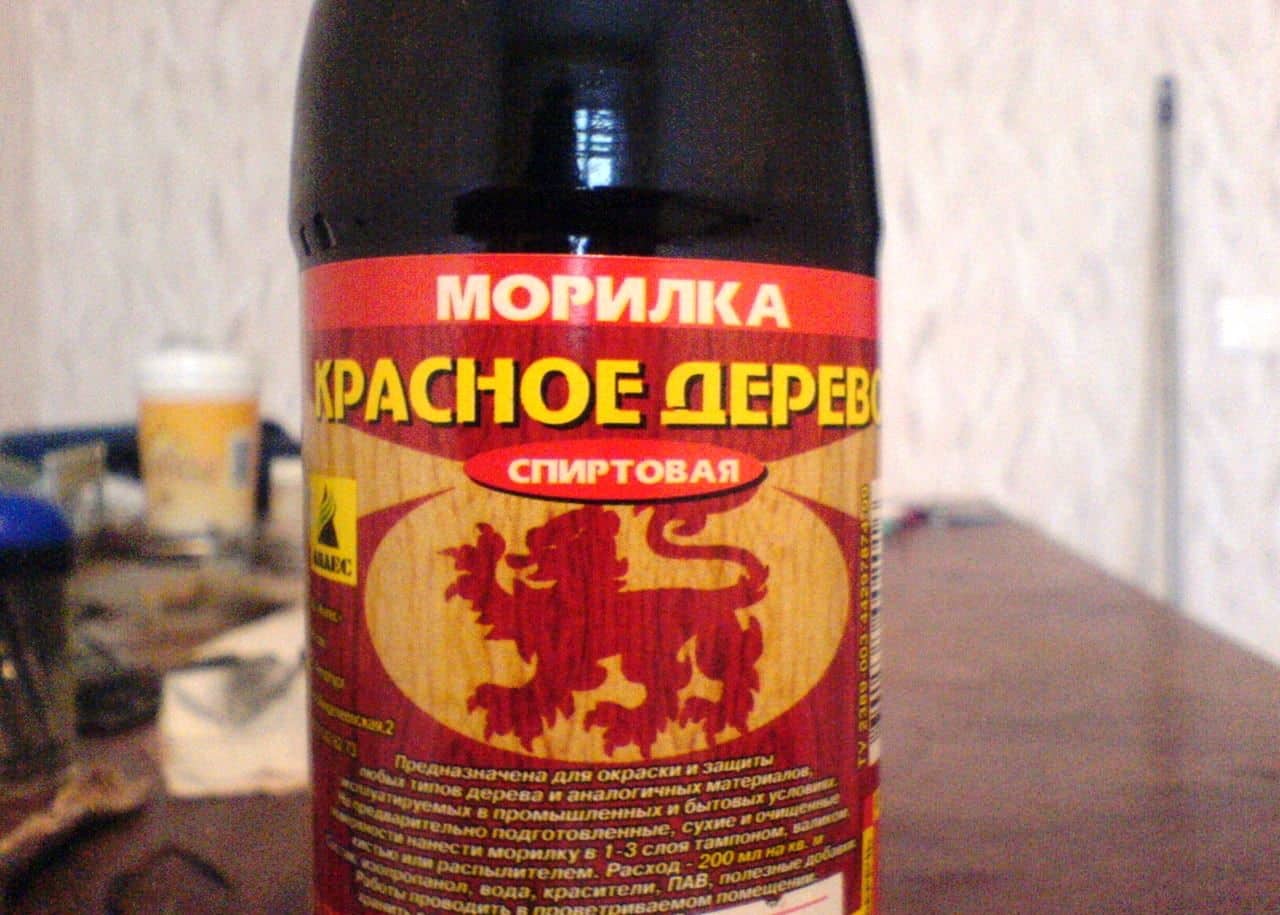 МОРИЛКА
КРАСНОЕ ДЕРЕВО
СПИРТОВАЯ
Предназначена для окраски и защиты
любых типов дерева и аналогичных материалов,
эксплуатируемых в промышленных и бытовых условиях.
На предварительно подготовленные, сухие и очищенные
поверхности нанести морилку в 1-3 слоя тампоном, валиком,
кистью или распылителем. Расход - 200 мл на кв. м
изопропанол, вода, красители, ПАВ, полезные добавки.
Работы проводить в проветриваемом помещении.